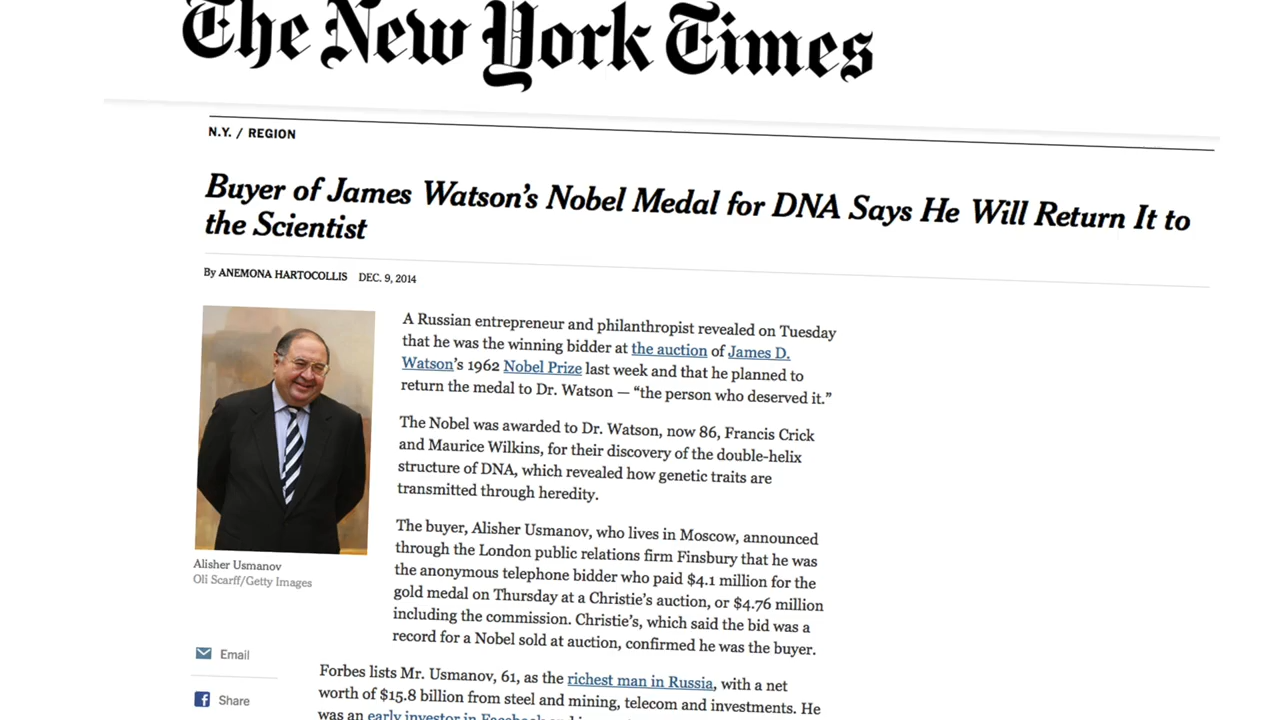 The New York Times
N.Y. / REGION
Buyer of James Watson's Nobel Medal for DNA Says He Will Return It to
the Scientist
By ANEMONA HARTOCOLLIS DEC. 9, 2014
A Russian entrepreneur and philanthropist revealed on Tuesday
that he was the winning bidder at the auction of James D.
Watson's 1962 Nobel Prize last week and that he planned to
return the medal to Dr. Watson — “the person who deserved it.”
The Nobel was awarded to Dr. Watson, now 86, Francis Crick
and Maurice Wilkins, for their discovery of the double-helix
structure of DNA, which revealed how genetic traits are
transmitted through heredity.
The buyer, Alisher Usmanov, who lives in Moscow, announced
through the London public relations firm Finsbury that he was
the anonymous telephone bidder who paid $4.1 million for the
gold medal on Thursday at a Christie's auction, or $4.76 million
including the commission. Christie's, which said the bid was a
record for a Nobel sold at auction, confirmed he was the buyer.
Alisher Usmanov
Oli Scarff/Getty Images
Email
Share
Forbes lists Mr. Usmanov, 61, as the richest man in Russia, with a net
worth of $15.8 billion from steel and mining, telecom and investments. He
was an early investor in Facebook